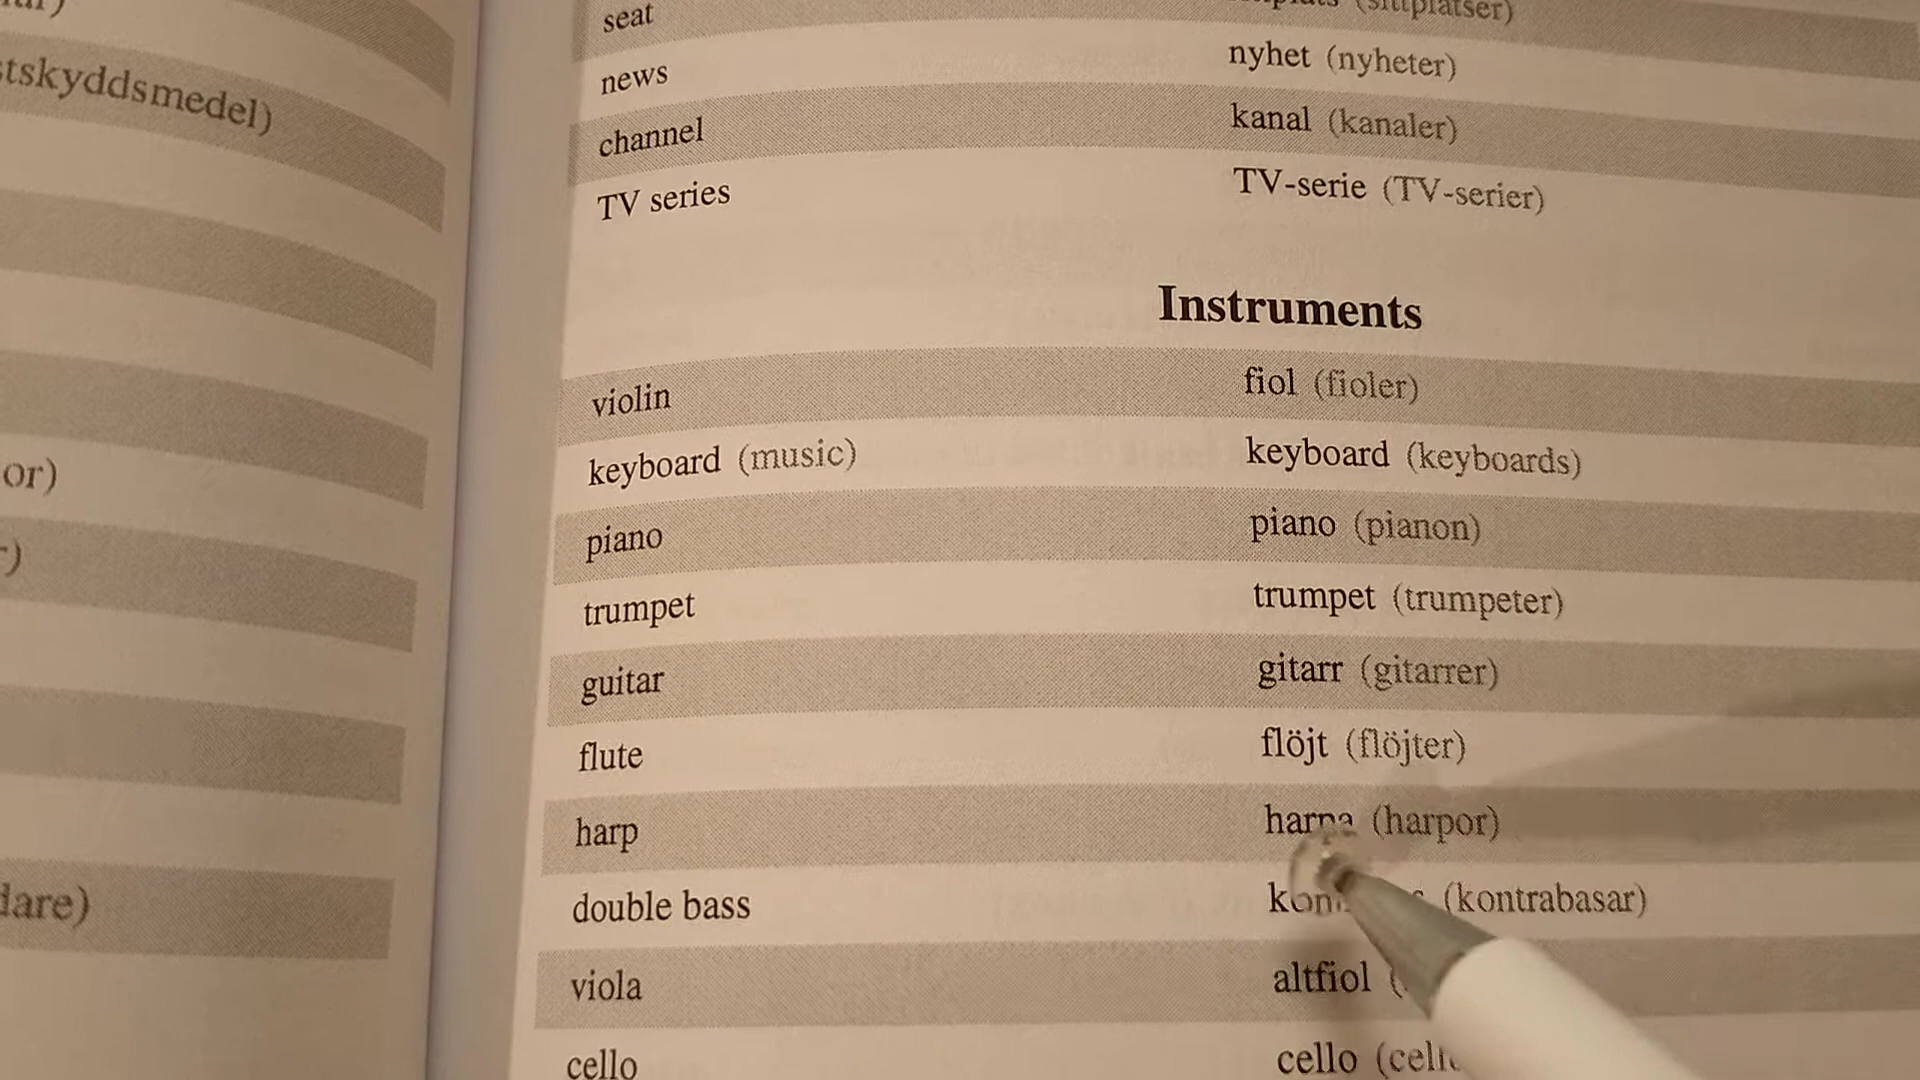 tskyddsmedel)
or)
r)
dare)
seat (sittplatser)
news nyhet (nyheter)
channel kanal (kanaler)
TV series TV-serie (TV-serier)
Instruments
violin fiol (fioler)
keyboard (music) keyboard (keyboards)
piano piano (pianon)
trumpet trumpet (trumpeter)
guitar gitarr (gitarrer)
flute flöjt (flöjter)
harp harpa (harpor)
double bass (kontrabasar)
viola altfiol
cello cello